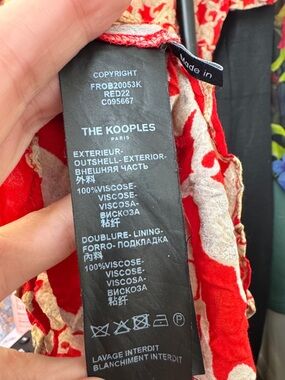 COPYRIGHT
FROB20053K
RED22
C095667
THE KOOPLES
PARIS
EXTERIEUR-
OUTSHELL-EXTERIOR-
ВНЕШНЯЯ ЧАСТЬ
外料
100%VISCOSE-
VISCOSE-
VISCOSA-
ВИСКОЗА
粘纤
DOUBLURE- LINING-
FORRO- ПОДКЛАДКА
內料
100%VISCOSE-
VISCOSE-
VISCOSA-
ВИСКОЗА
粘纤
P
LAVAGE INTERDIT
BLANCHIMENT INTERDIT
Made in